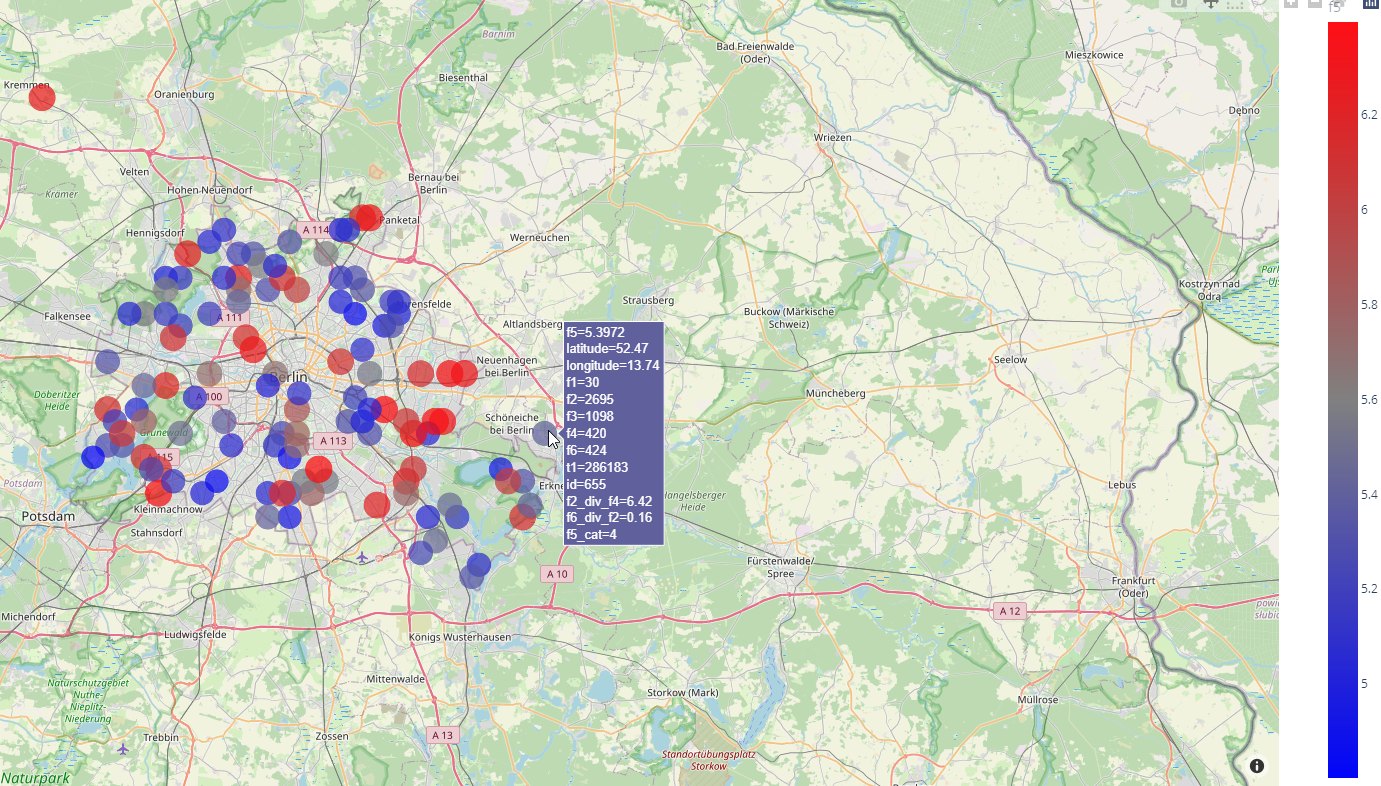 Barnim
Bad Freienwalde
(Oder)
Mieszkowice
f5
Kremmen
Oranienburg
Biesenthal
Dębno
6.2
Wriezen
Velten
Bernau bei
Berlin
Hohen Neuendorf
6
Panketal
A 114
Hennigsdorf
Werneuchen
Kostrzyn nad
Odrą
Strausberg
5.8
Falkensee
A 111
Buckow (Märkische
Schweiz)
Altlandsberg
f5=5.3972
latitude=52.47
longitude=13.74
f1=30
f2=2695
f3=1098
f4=420
f6=424
t1=286183
id=655
f2_div_f4=6.42
f6_div_f2=0.16
f5_cat=4
Neuenhagen
bei Berlin
Seelow
Berlin
Müncheberg
Döberitzer
Heide
A 100
5.6
Schöneiche
bei Berlin
Grunewald
A 113
Potsdam
Lebus
5.4
Hangelsberger
Heide
Kleinmachnow
Potsdam
Stahnsdorf
Fürstenwalde/
Spree
A 10
Frankfurt
(Oder)
5.2
A 12
Michendorf
Ludwigsfelde
Königs Wusterhausen
Mittenwalde
5
Naturschutzgebiet
Nuthe-
Nieplitz-
Niederung
Storkow (Mark)
Müllrose
Trebbin
Zossen
A 13
Standortübungsplatz
Storkow
Naturpark